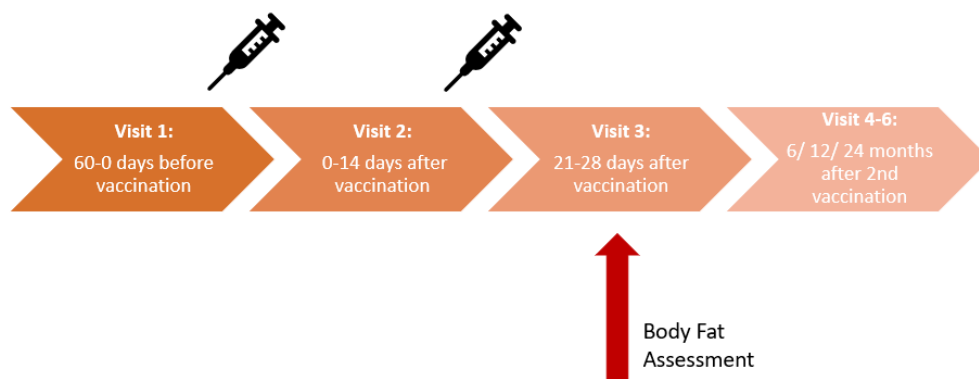 Visit 1:
60-0 days before
vaccination
Visit 2:
0-14 days after
vaccination
Visit 3:
21-28 days after
vaccination
Visit 4-6:
6/ 12/ 24 months
after 2nd
vaccination
Body Fat
Assessment